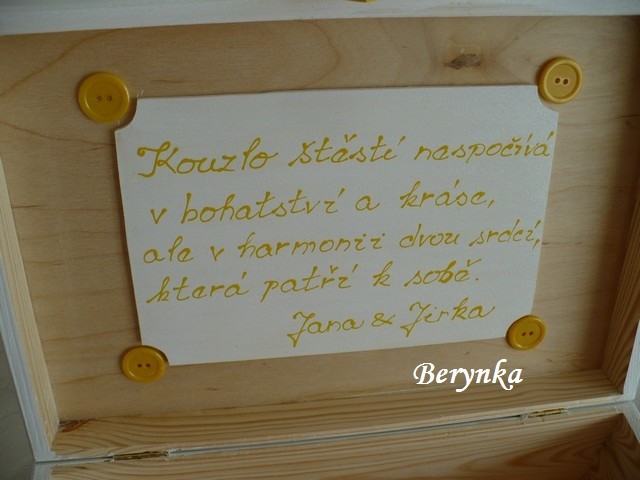 Kouzlo štěstí nespočívá
v bohatství a kráse,
ale v harmonii dvou srdcí,
která patří k sobě.
Jana & Jirka
Berynka